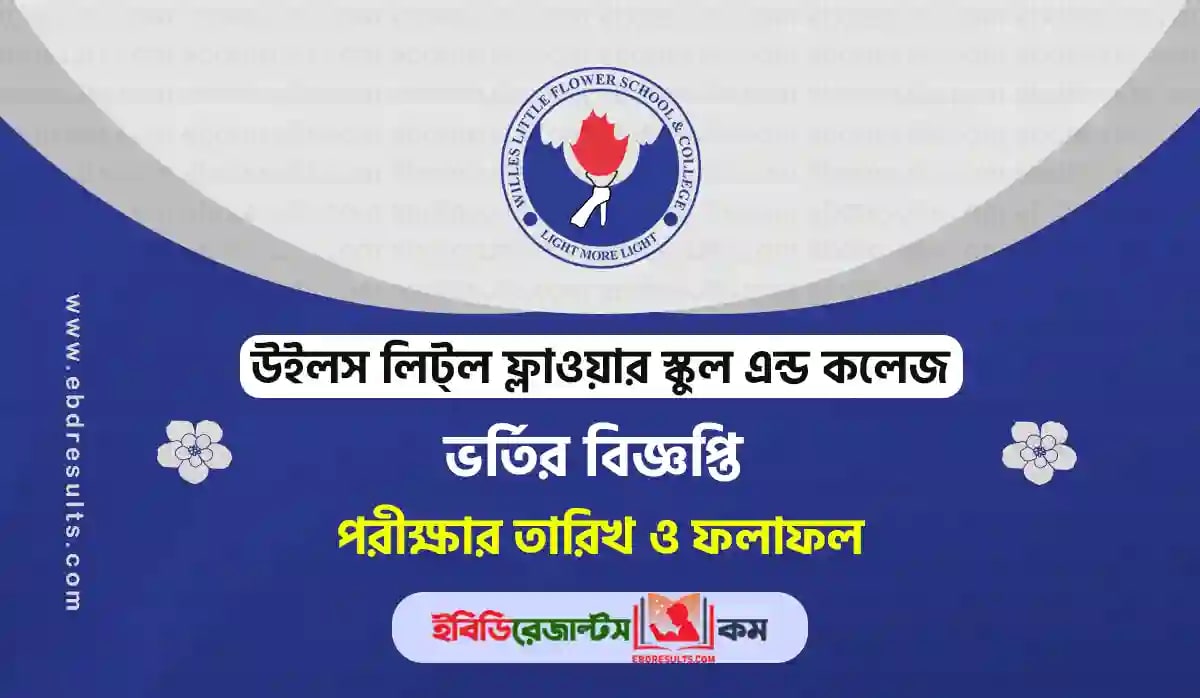 WILLES LITTLE FLOWER SCHOOL & COLLEGE
LIGHT MORE LIGHT
www.ebdresults.com
উইলস লিট্‌ল ফ্লাওয়ার স্কুল এন্ড কলেজ
ভর্তির বিজ্ঞপ্তি
পরীক্ষার তারিখ ও ফলাফল
ইবিডিরেজাল্টস কম
EBDRESULTS.COM